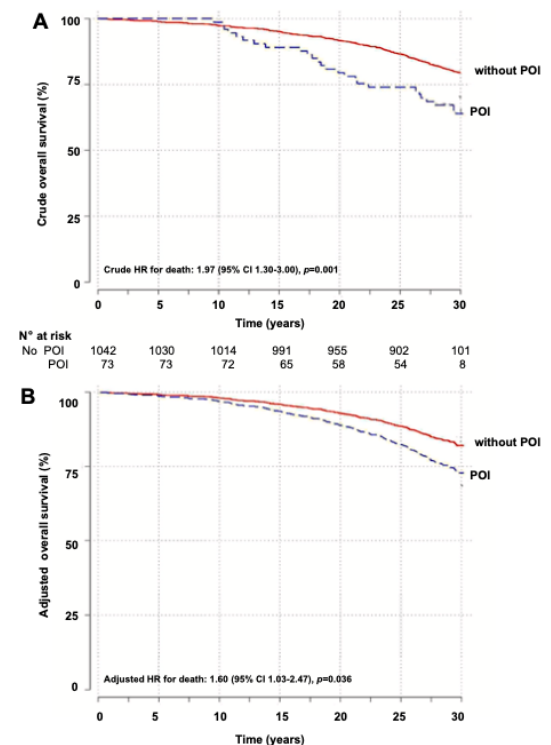 A
100
75
50
25
0
Crude overall survival (%)
without POI
POI
Crude HR for death: 1.97 (95% CI 1.30-3.00), p=0.001
0 5 10 15 20 25 30
Time (years)
N° at risk
No POI 1042 1030 1014 991 955 902 101
POI 73 73 72 65 58 54 8
B
100
75
50
25
0
Adjusted overall survival (%)
without POI
POI
Adjusted HR for death: 1.60 (95% CI 1.03-2.47), p=0.036
0 5 10 15 20 25 30
Time (years)